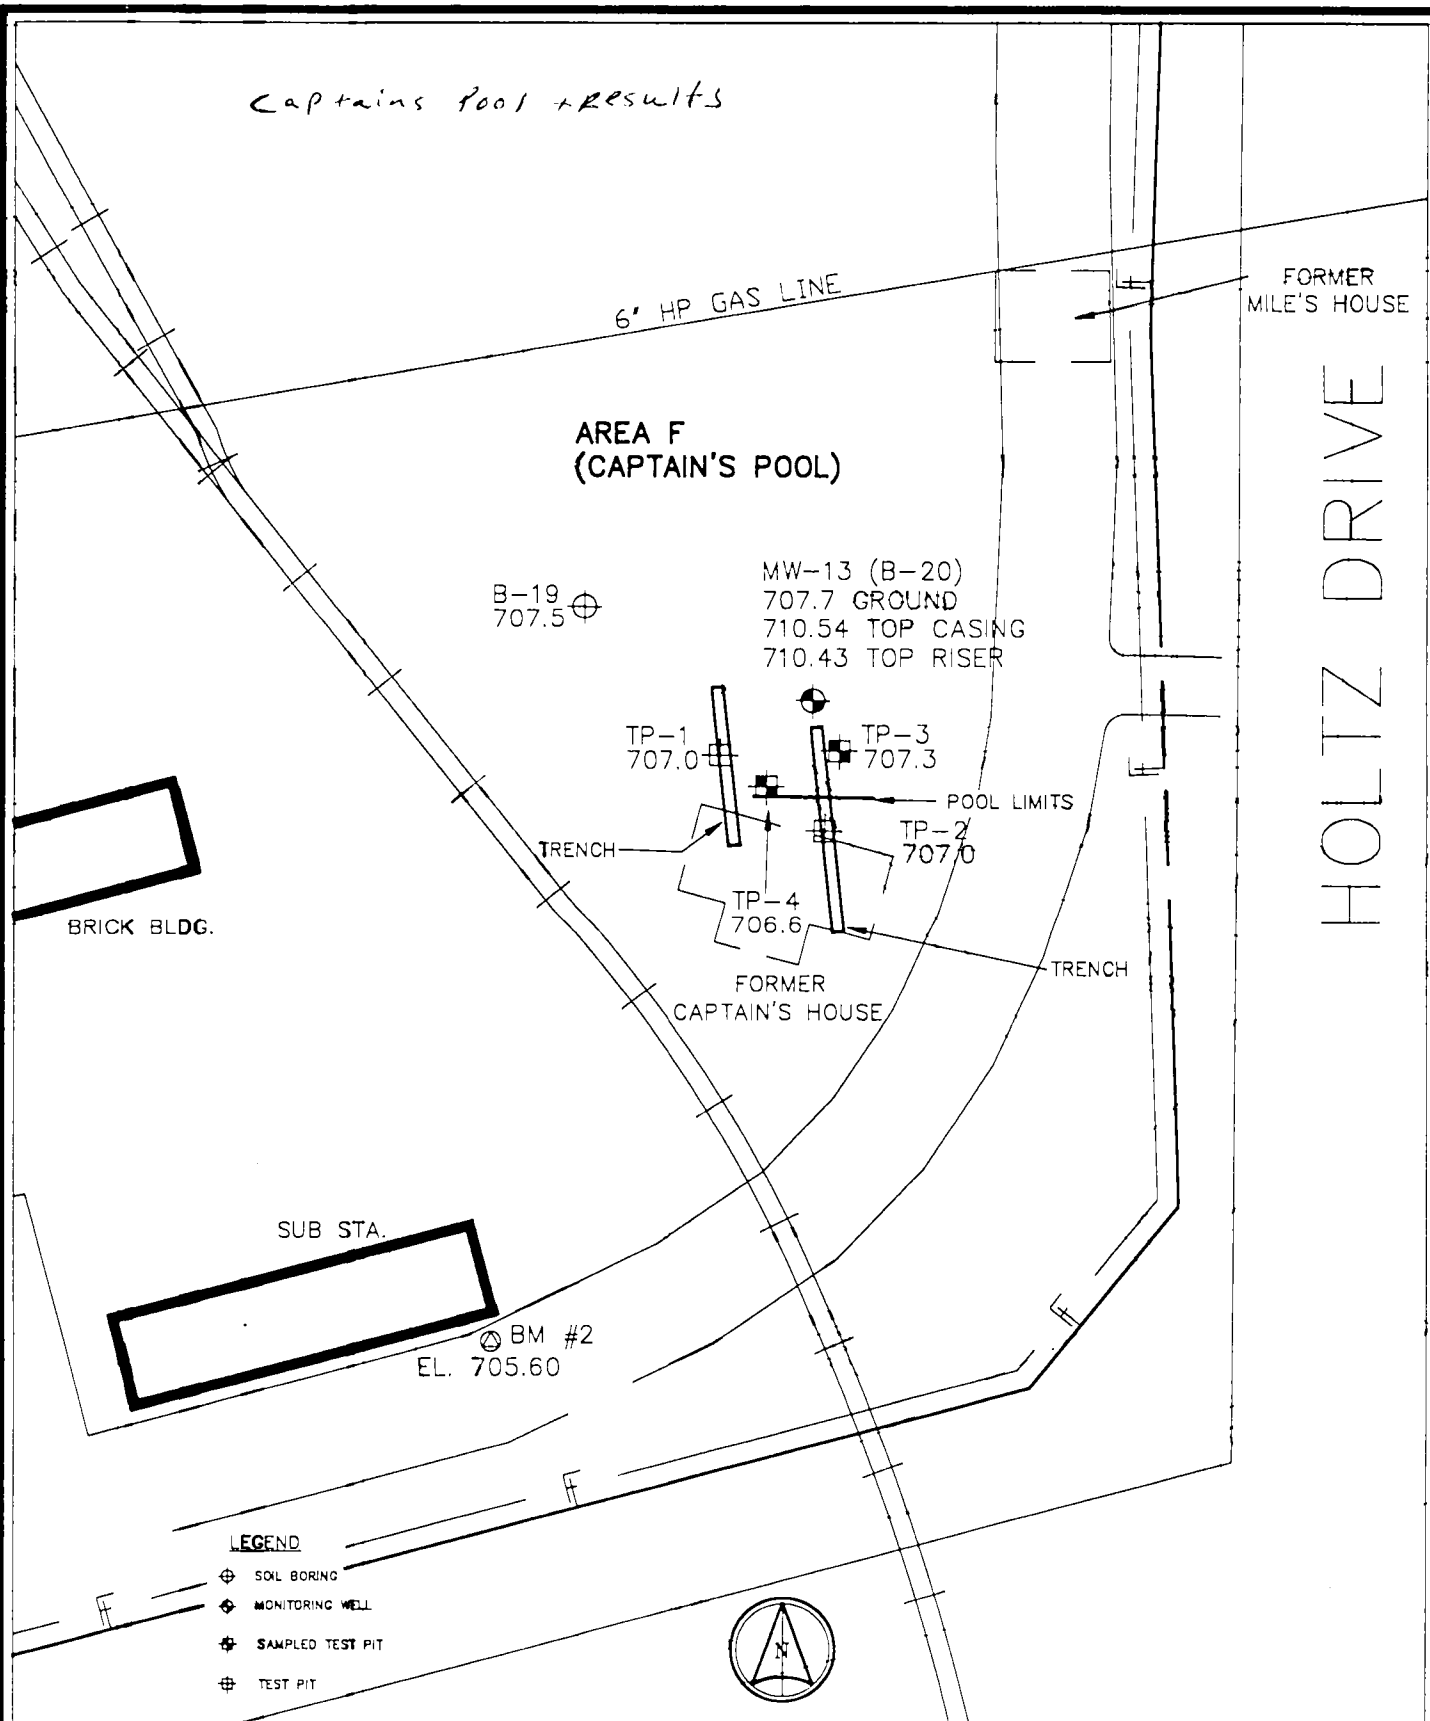 Captains Pool + Results
6' HP GAS LINE
FORMER
MILE'S HOUSE
AREA F
(CAPTAIN'S POOL)
HOLTZ DRIVE
B-19
707.5
MW-13 (B-20)
707.7 GROUND
710.54 TOP CASING
710.43 TOP RISER
TP-1
707.0
TP-3
707.3
POOL LIMITS
TP-2
707.0
TRENCH
TP-4
706.6
TRENCH
FORMER
CAPTAIN'S HOUSE
BRICK BLDG.
SUB STA.
BM #2
EL. 705.60
LEGEND
SOIL BORING
MONITORING WELL
SAMPLED TEST PIT
TEST PIT
N